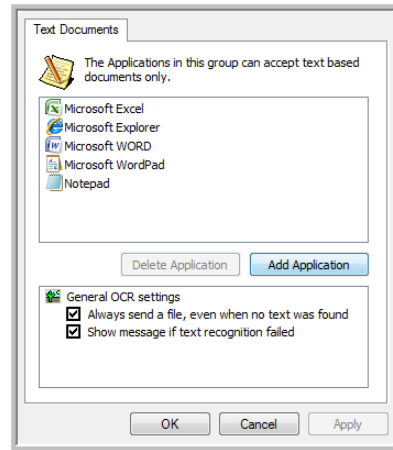 Text Documents
The Applications in this group can accept text based
documents only.
Microsoft Excel
Microsoft Explorer
Microsoft WORD
Microsoft WordPad
Notepad
Delete Application Add Application
General OCR settings
Always send a file, even when no text was found
Show message if text recognition failed
OK Cancel Apply